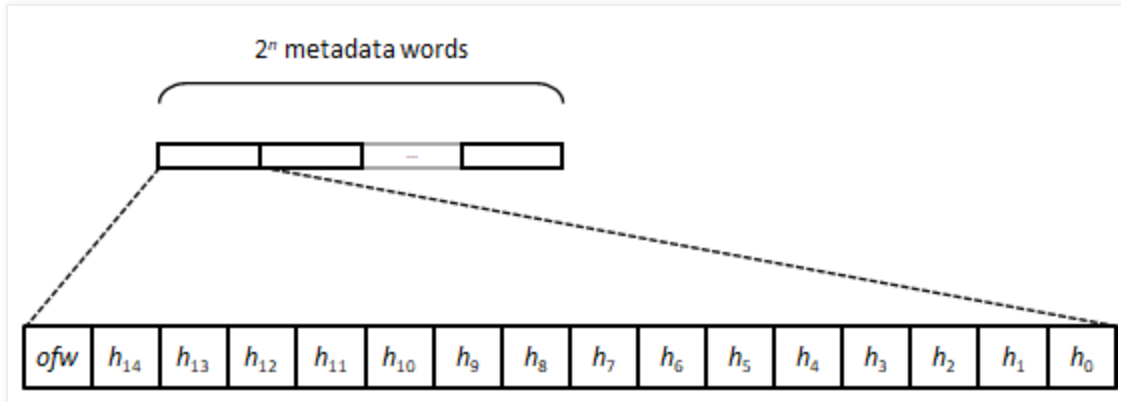 2ⁿ metadata words
...
ofw h₁₄ h₁₃ h₁₂ h₁₁ h₁₀ h₉ h₈ h₇ h₆ h₅ h₄ h₃ h₂ h₁ h₀